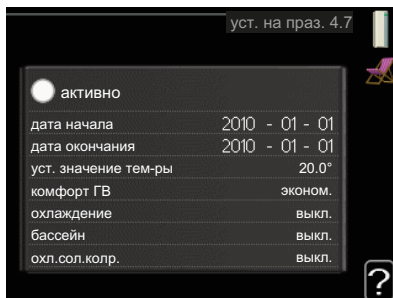 уст. на праз. 4.7
активно
дата начала 2010 - 01 - 01
дата окончания 2010 - 01 - 01
уст. значение тем-ры 20.0°
комфорт ГВ эконом.
охлаждение выкл.
бассейн выкл.
охл.сол.колр. выкл.
?